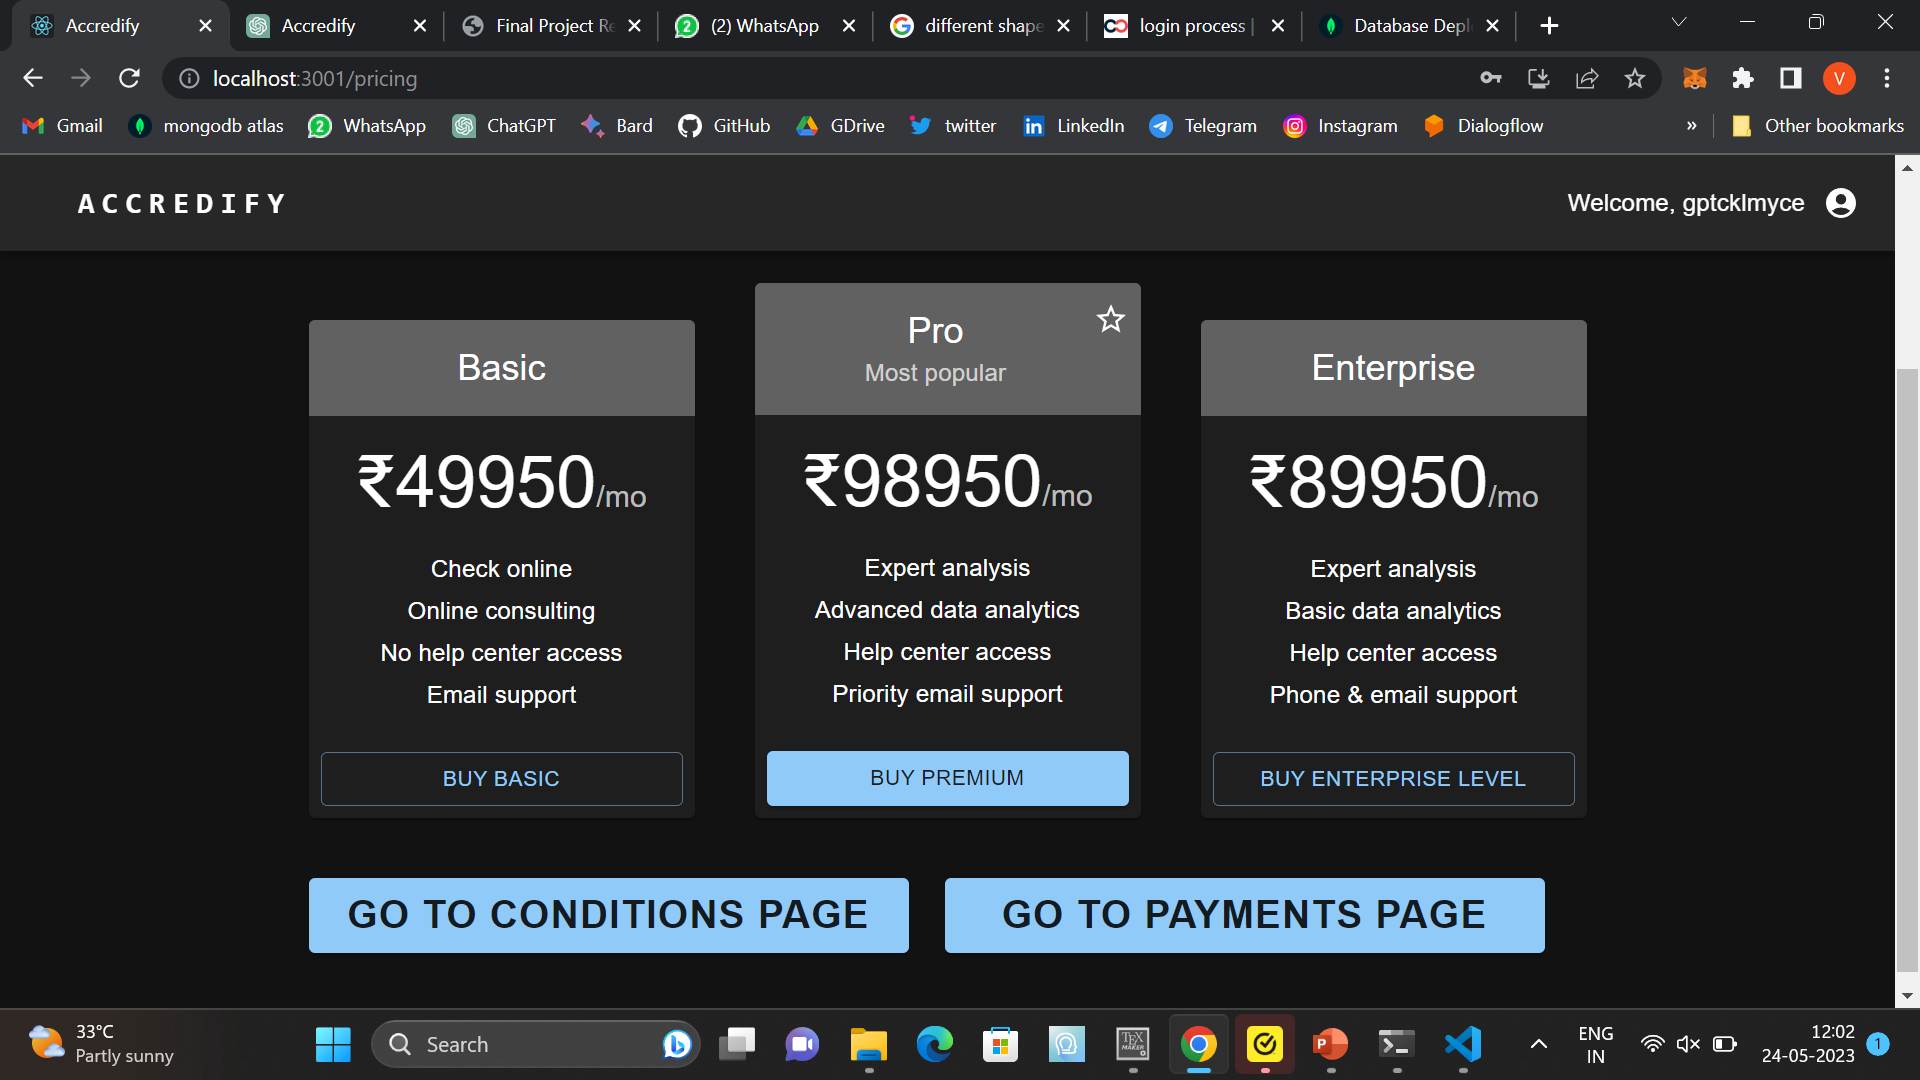 Accredify
Accredify
Final Project Re
(2) WhatsApp
different shape
login process |
Database Depl
localhost:3001/pricing
V
Gmail
mongodb atlas
2 WhatsApp
ChatGPT
Bard
GitHub
GDrive
twitter
LinkedIn
Telegram
Instagram
Dialogflow
»
Other bookmarks
ACCREDIFY
Welcome, gptcklmyce
Basic
₹49950/mo
Check online
Online consulting
No help center access
Email support
BUY BASIC
Pro
Most popular
₹98950/mo
Expert analysis
Advanced data analytics
Help center access
Priority email support
BUY PREMIUM
Enterprise
₹89950/mo
Expert analysis
Basic data analytics
Help center access
Phone & email support
BUY ENTERPRISE LEVEL
GO TO CONDITIONS PAGE
GO TO PAYMENTS PAGE
33°C
Partly sunny
Search
ENG
IN
12:02
24-05-2023
1